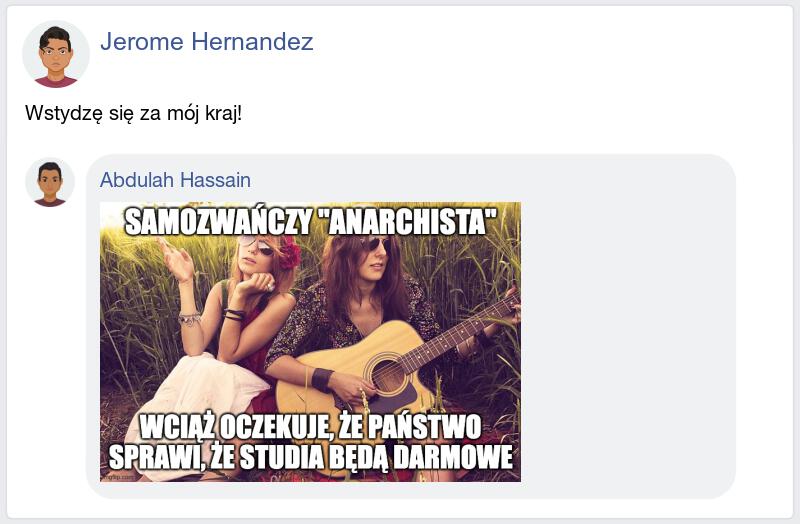 Jerome Hernandez
Wstydzę się za mój kraj!
Abdulah Hassain
SAMOZWAŃCZY "ANARCHISTA"
WCIĄŻ OCZEKUJE, ŻE PAŃSTWO
SPRAWI, ŻE STUDIA BĘDĄ DARMOWE
imgflip.com